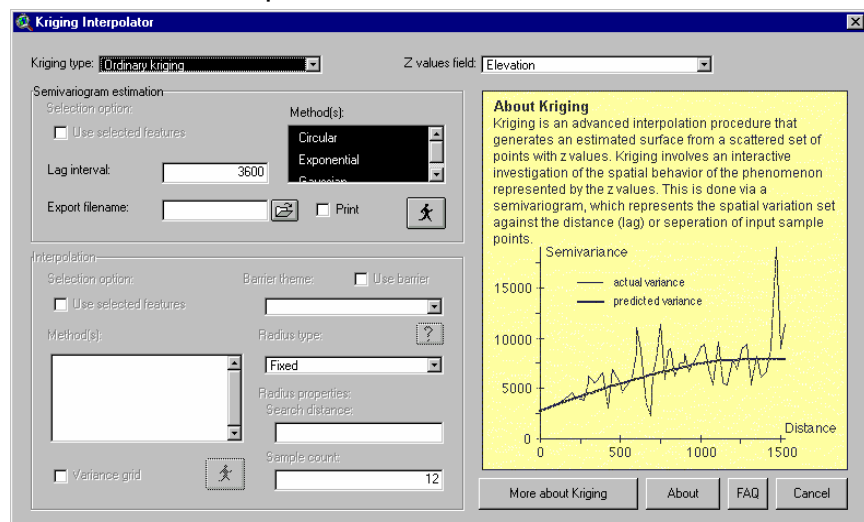 Kriging Interpolator
Kriging type: Ordinary kriging
Z values field: Elevation
Semivariogram estimation
Selection option:
Use selected features
Method(s):
Circular
Exponential
Gaussian
Lag interval: 3600
Export filename:
Print
Interpolation
Selection option:
Use selected features
Barrier theme:
Use barrier
Method(s):
Radius type:
?
Fixed
Radius properties:
Search distance:
Sample count:
12
Variance grid
About Kriging
Kriging is an advanced interpolation procedure that
generates an estimated surface from a scattered set of
points with z values. Kriging involves an interactive
investigation of the spatial behavior of the phenomenon
represented by the z values. This is done via a
semivariogram, which represents the spatial variation set
against the distance (lag) or seperation of input sample
points.
Semivariance
15000
10000
5000
0
actual variance
predicted variance
Distance
0 500 1000 1500
More about Kriging
About
FAQ
Cancel